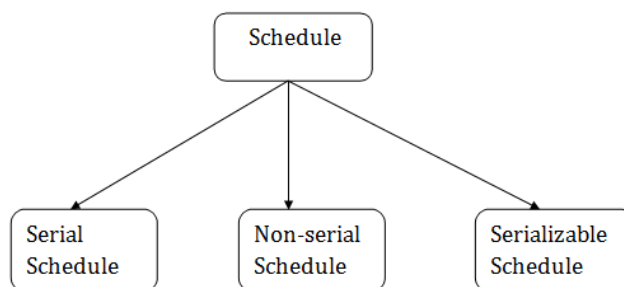 Schedule
Serial
Schedule
Non-serial
Schedule
Serializable
Schedule